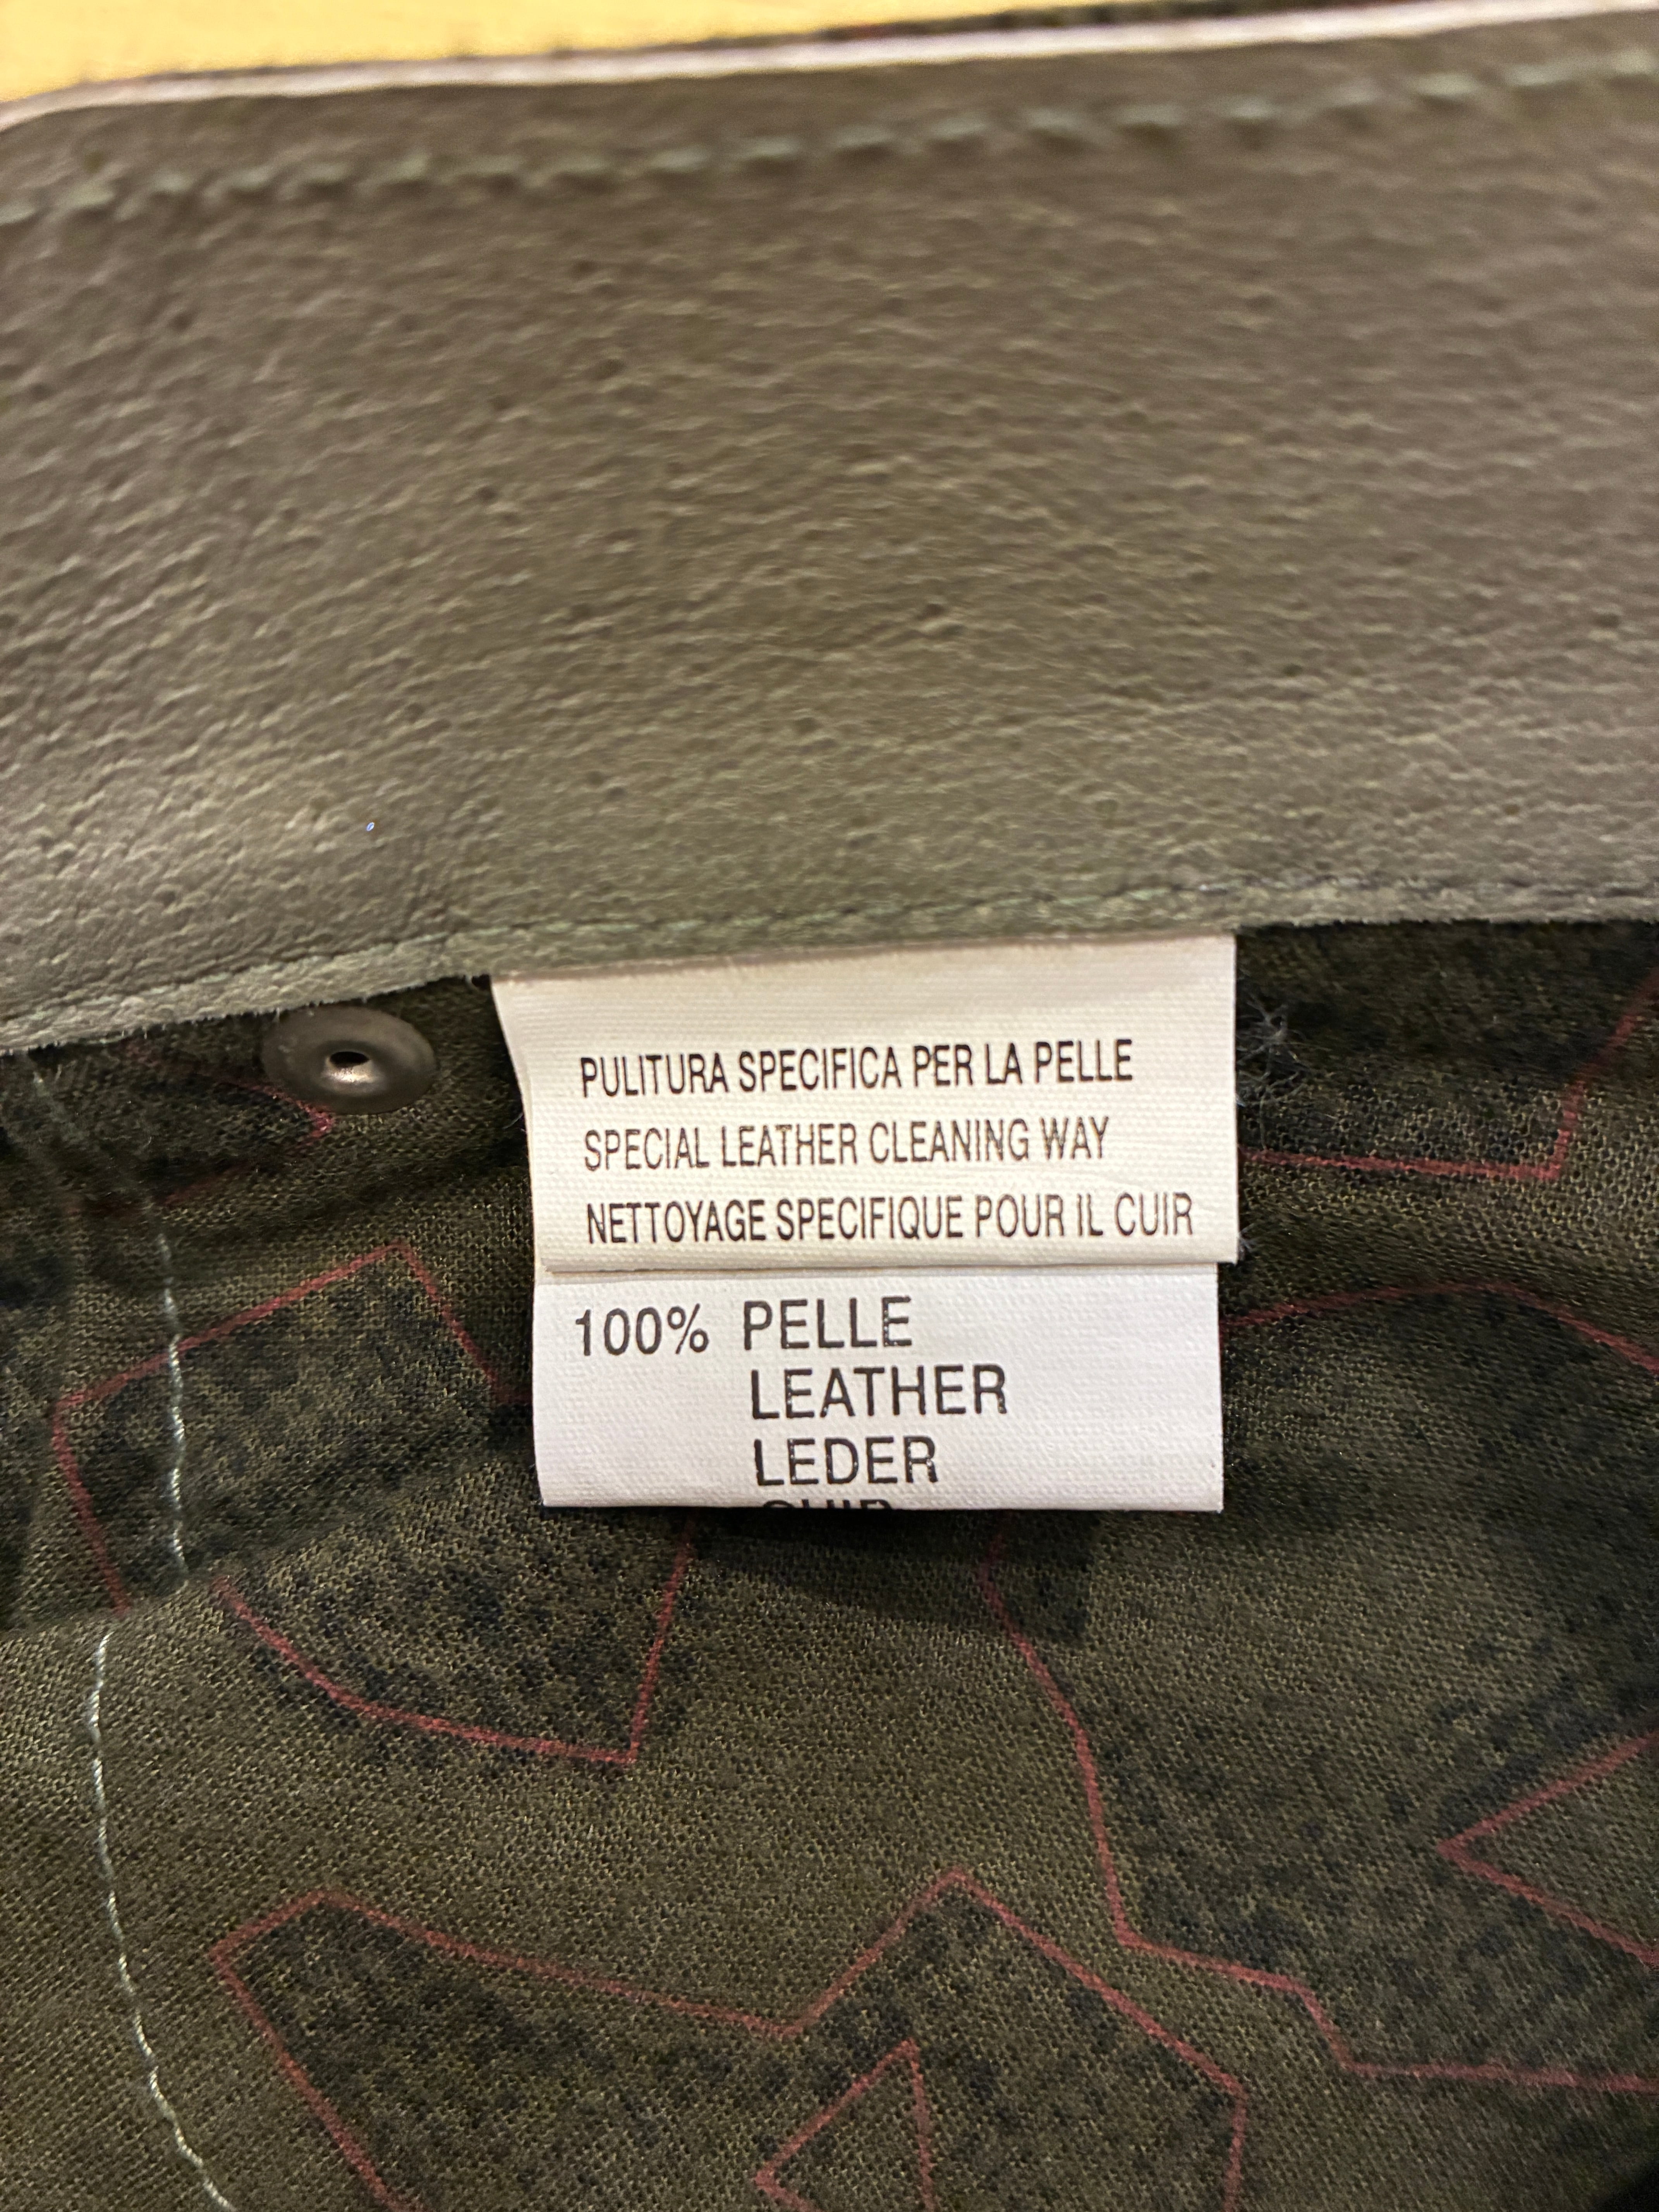 PULITURA SPECIFICA PER LA PELLE
SPECIAL LEATHER CLEANING WAY
NETTOYAGE SPECIFIQUE POUR IL CUIR
100% PELLE
LEATHER
LEDER